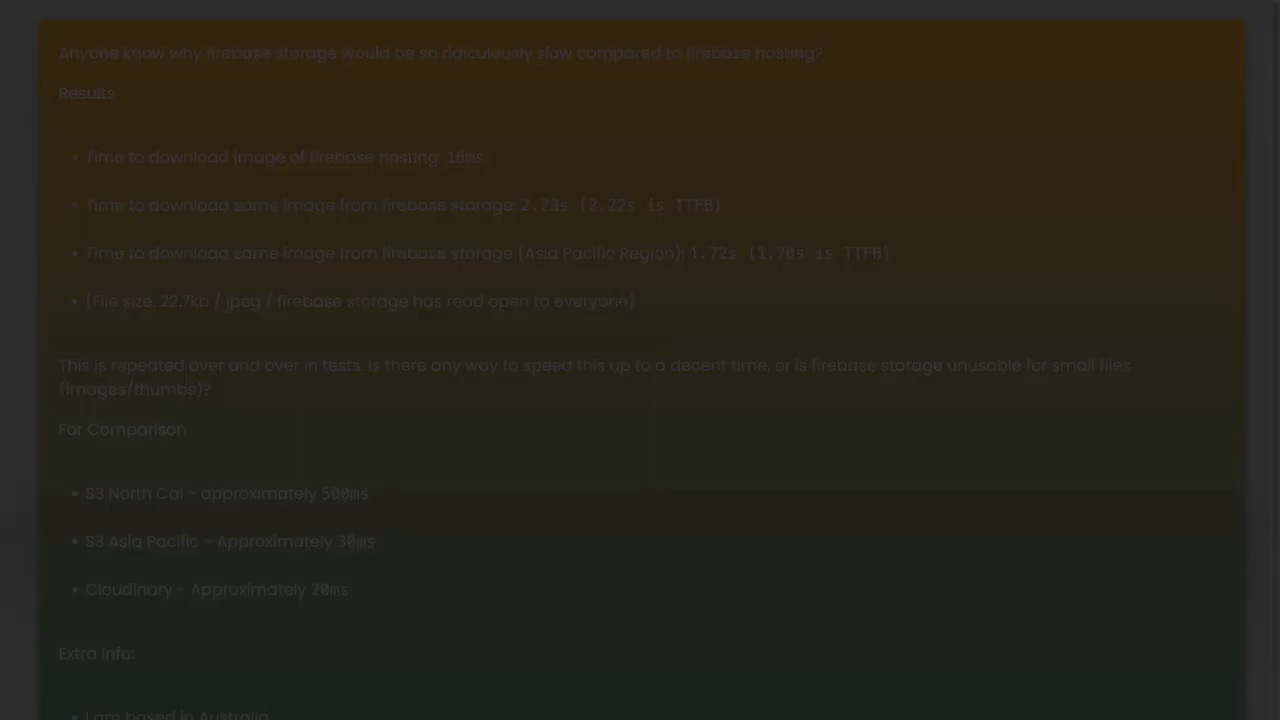 Anyone know why firebase storage would be so ridiculously slow compared to firebase hosting?
Results
• Time to download image of firebase hosting: 16ms
• Time to download same image from firebase storage: 2.23s (2.22s is TTFB)
• Time to download same image from firebase storage (Asia Pacific Region): 1.72s (1.70s is TTFB)
• (File size: 22.7kb / jpeg / firebase storage has read open to everyone)
This is repeated over and over in tests. Is there any way to speed this up to a decent time, or is firebase storage unusable for small files
(images/thumbs)?
For Comparison
• S3 North Cal - approximately 500ms
• S3 Asia Pacific - Approximately 30ms
• Cloudinary - Approximately 20ms
Extra Info:
• I am based in Australia